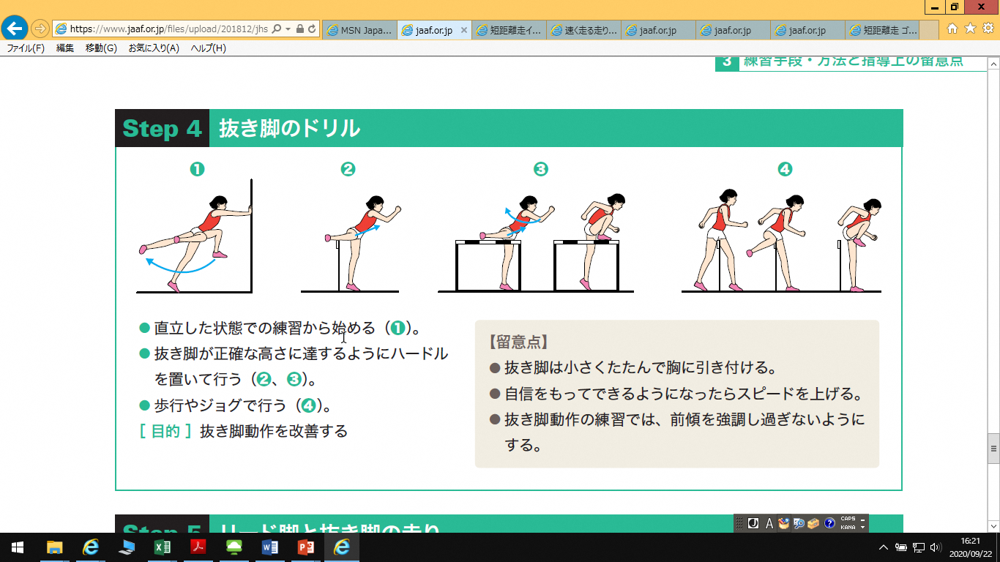 https://www.jaaf.or.jp/files/upload/201812/jhs
MSN Japa...
jaaf.or.jp
短距離走イ...
速く走る走り...
jaaf.or.jp
jaaf.or.jp
jaaf.or.jp
短距離走 ゴ...
ファイル(F) 編集 移動(G) お気に入り(A) ヘルプ(H)
3 練習手段・方法と指導上の留意点
Step 4 抜き脚のドリル
❶ ❷ ❸ ❹
● 直立した状態での練習から始める（❶）。
● 抜き脚が正確な高さに達するようにハードル
を置いて行う（❷、❸）。
● 歩行やジョグで行う（❹）。
［目的］抜き脚動作を改善する
【留意点】
● 抜き脚は小さくたたんで胸に引き付ける。
● 自信をもってできるようになったらスピードを上げる。
● 抜き脚動作の練習では、前傾を強調し過ぎないように
する。
Step 5 リード脚と抜き脚の走り
A
CAPS
KANA
16:21
2020/09/22